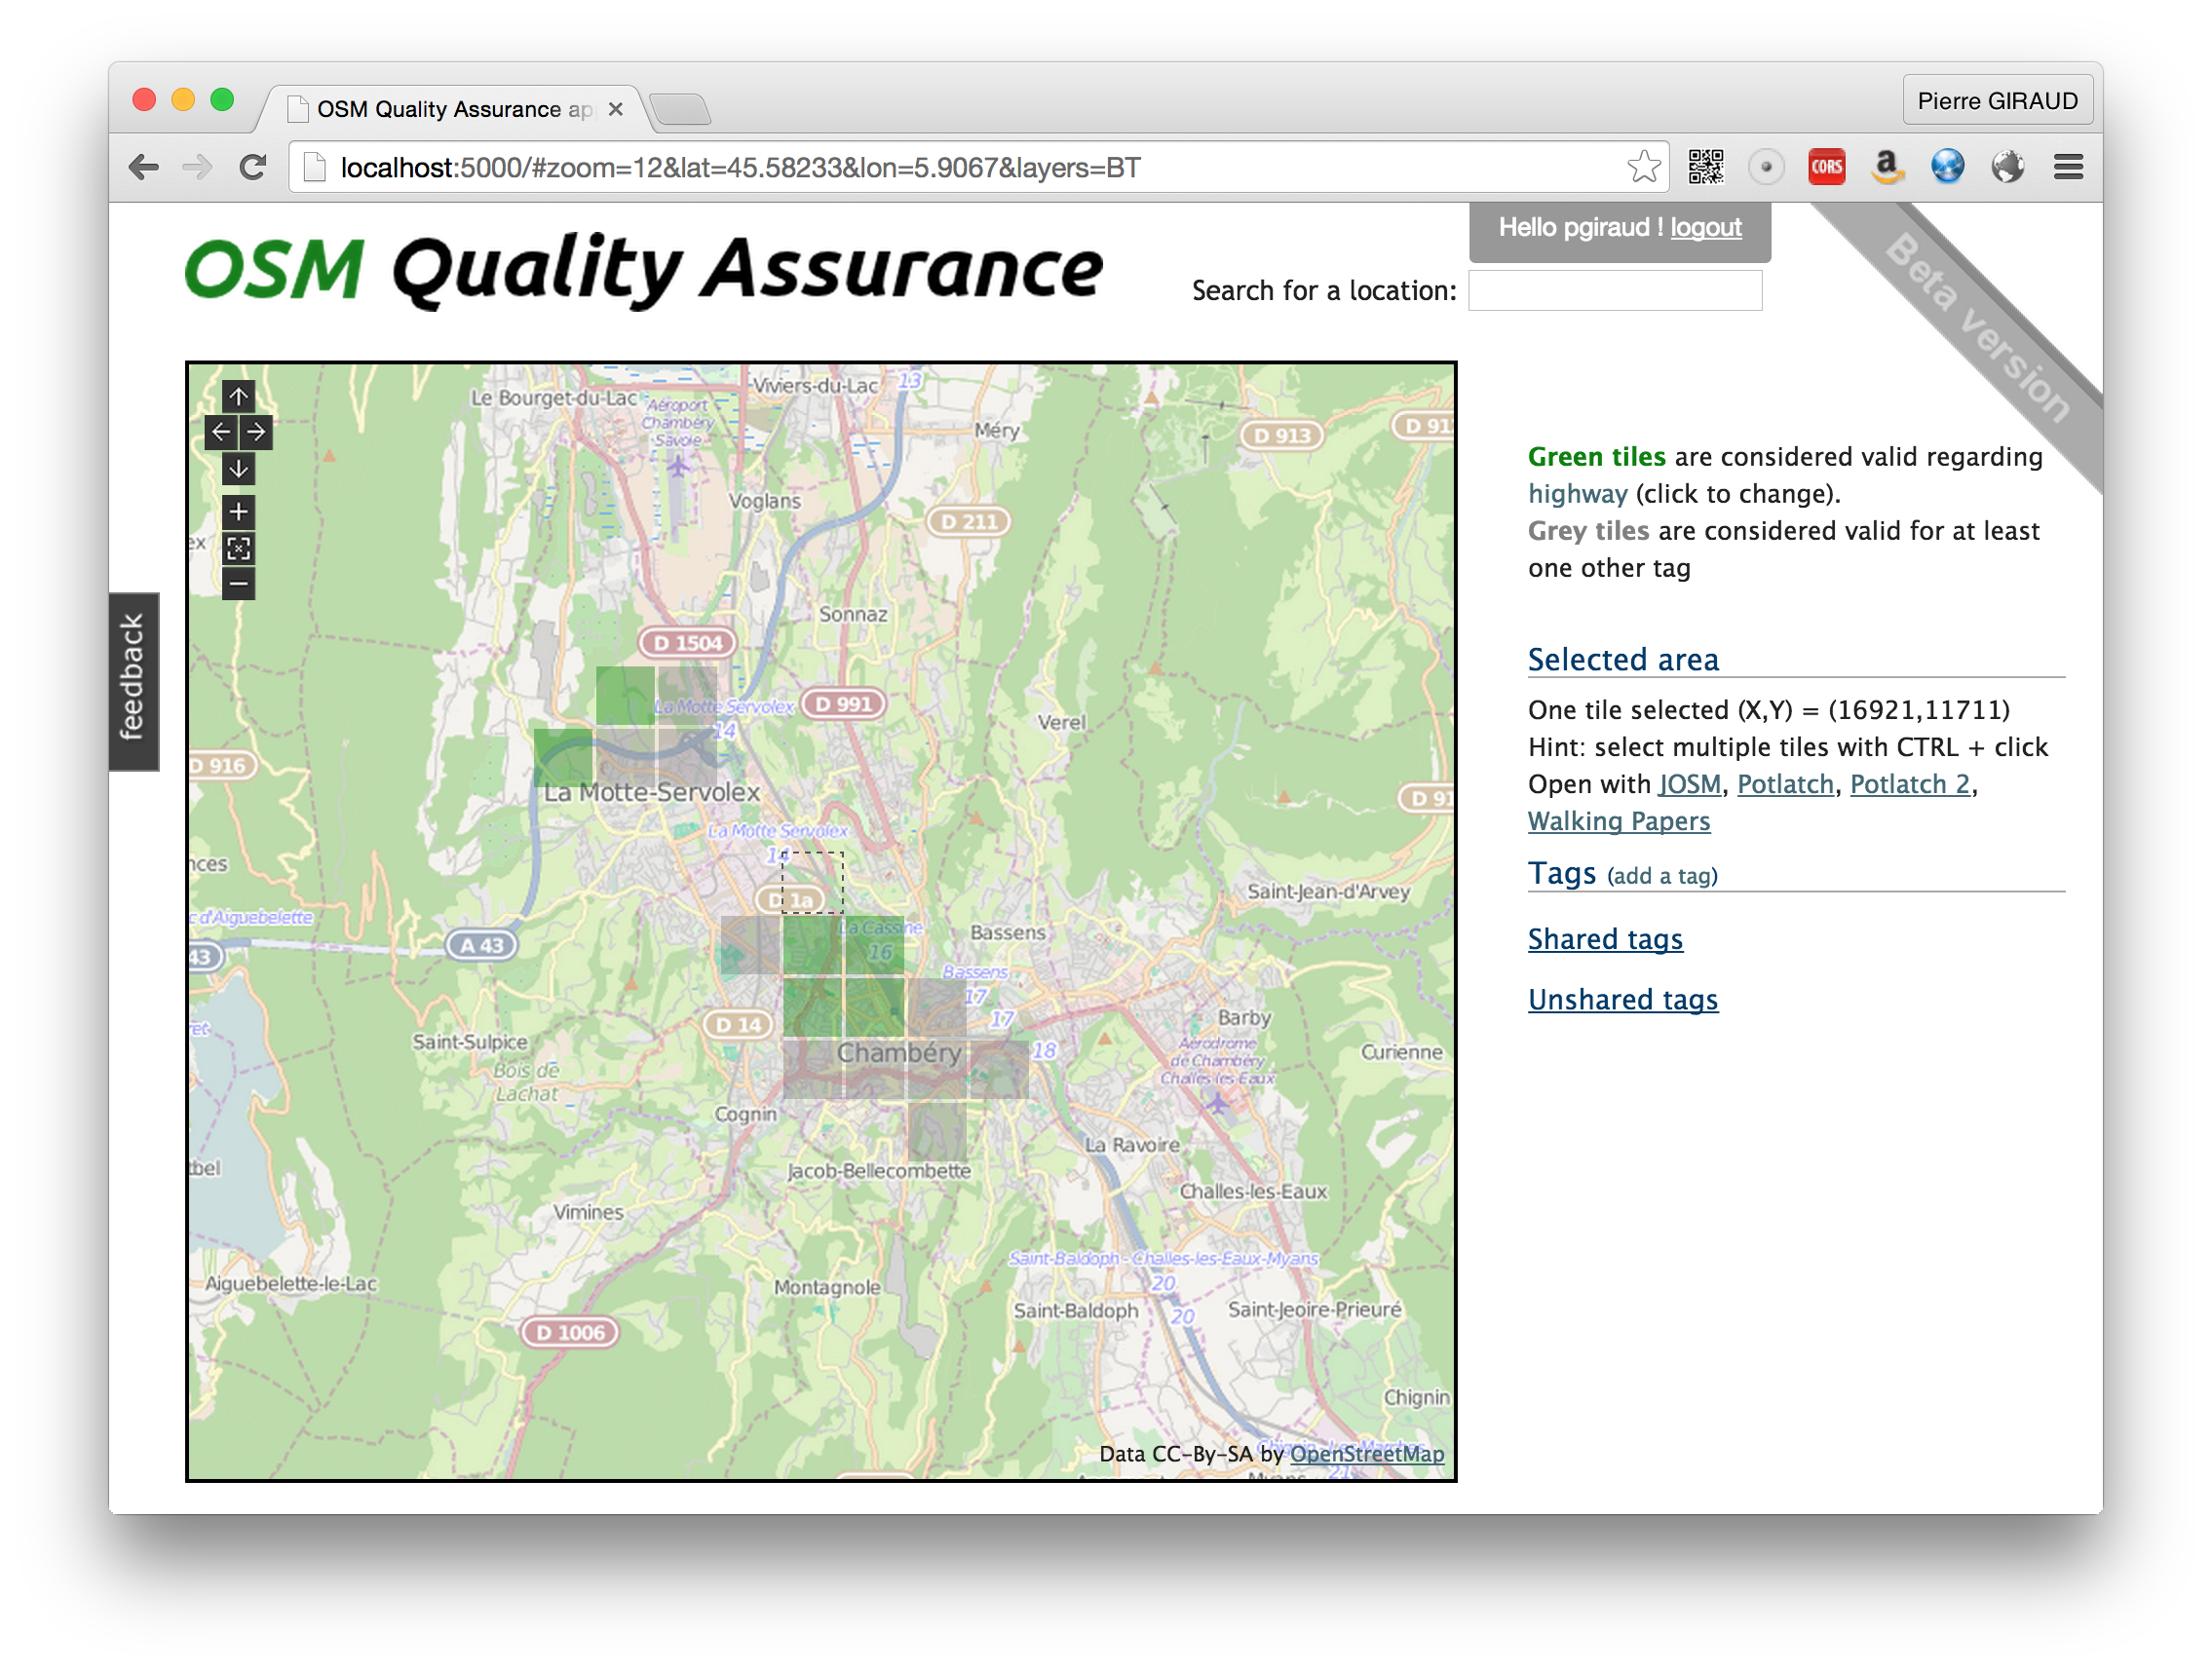 OSM Quality Assurance ap
Pierre GIRAUD
localhost:5000/#zoom=12&lat=45.58233&lon=5.9067&layers=BT
OSM Quality Assurance
Hello pgiraud ! logout
Search for a location:
Beta version
feedback
Viviers-du-Lac
13
Le Bourget-du-Lac
Aéroport
Chambéry
Savoie
Méry
D 913
D 91
Voglans
D 211
ex
Sonnaz
D 1504
La Motte Servolex
14
D 991
Verel
D 916
La Motte-Servolex
D 91
La Motte Servolex
14
nces
D 1a
Saint-Jean-d'Arvey
c d'Aiguebelette
La Cassine
16
A 43
43
Bassens
Bassens
17
D 14
17
Barby
Saint-Sulpice
Chambéry
18
Aérodrome
de Chambéry
Challes-les-Eaux
Curienne
Bois de
Lachat
Cognin
La Ravoire
bel
Jacob-Bellecombette
Challes-les-Eaux
Vimines
Saint-Baldoph - Challes-les-Eaux-Myans
20
Aiguebelette-le-Lac
Montagnole
Saint-Baldoph
20
Saint-Jeoire-Prieuré
D 1006
Chignin
Data CC-By-SA by OpenStreetMap
21
Green tiles are considered valid regarding
highway (click to change).
Grey tiles are considered valid for at least
one other tag
Selected area
One tile selected (X,Y) = (16921,11711)
Hint: select multiple tiles with CTRL + click
Open with JOSM, Potlatch, Potlatch 2,
Walking Papers
Tags (add a tag)
Shared tags
Unshared tags